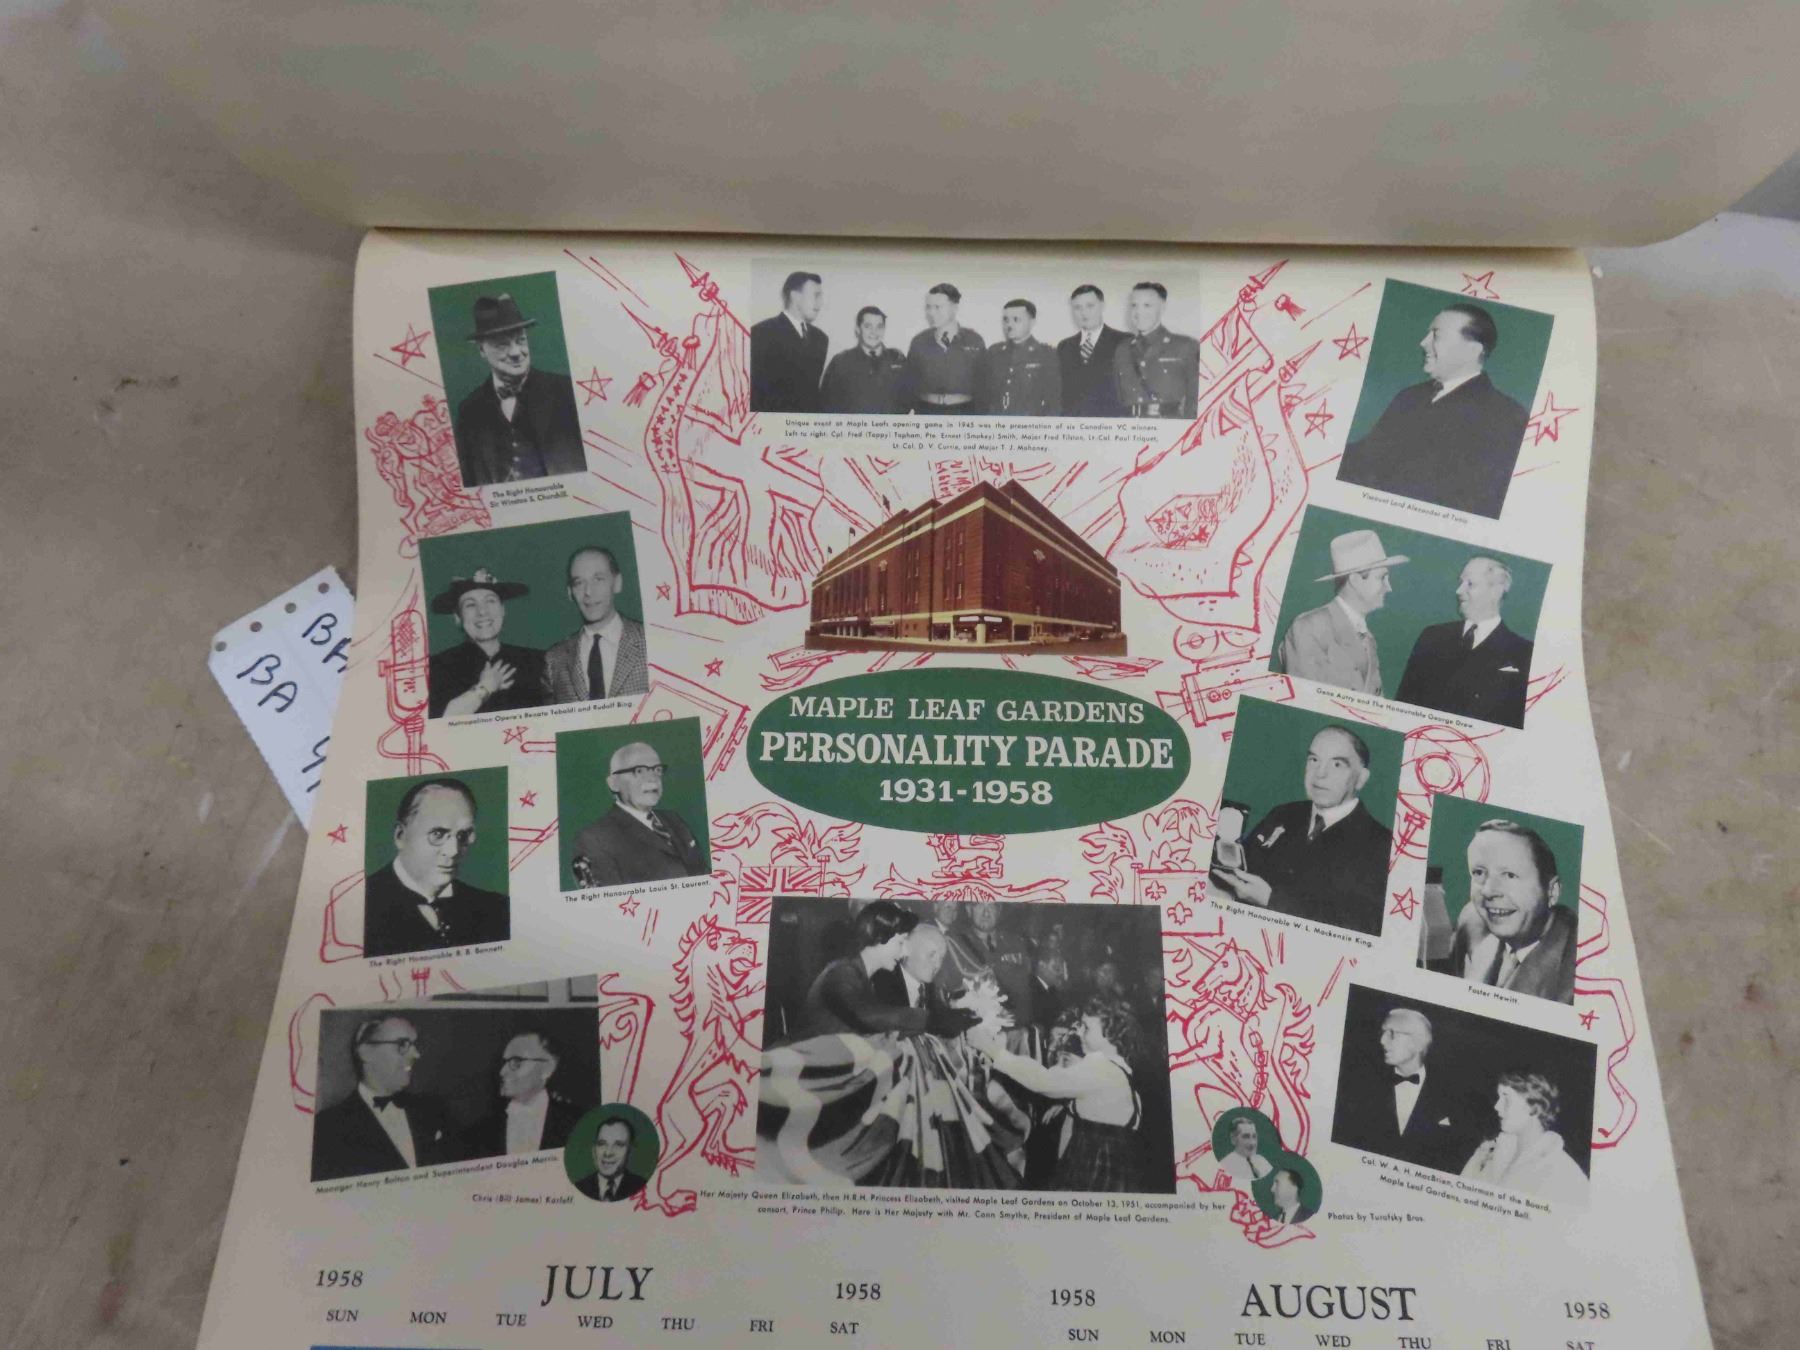 Unique event at Maple Leafs opening game in 1945 was the presentation of six Canadian VC winners.
Left to right: Cpl. Fred (Toppy) Topham, Pte. Ernest (Smokey) Smith, Major Fred Tilston, Lt-Col. Paul Triquet,
Lt-Col. D. V. Currie, and Major T. J. Mahoney.
The Right Honourable
Sir Winston S. Churchill.
Viscount Lord Alexander of Tunis
Metropolitan Opera's Renata Tebaldi and Rudolf Bing.
Gene Autry and The Honourable George Drew.
MAPLE LEAF GARDENS
PERSONALITY PARADE
1931-1958
The Right Honourable Louis St. Laurent.
The Right Honourable R. B. Bennett.
The Right Honourable W. L. Mackenzie King.
Foster Hewitt.
Manager Henry Bolton and Superintendent Douglas Morris.
Chris (Bill James) Karloff
Her Majesty Queen Elizabeth, then H.R.H. Princess Elizabeth, visited Maple Leaf Gardens on October 13, 1951, accompanied by her
consort, Prince Philip. Here is Her Majesty with Mr. Conn Smythe, President of Maple Leaf Gardens.
Col. W. A. H. MacBrien, Chairman of the Board,
Maple Leaf Gardens, and Marilyn Bell.
Photos by Turofsky Bros.
BA
BA
1958 JULY 1958
SUN MON TUE WED THU FRI SAT
1958 AUGUST 1958
SUN MON TUE WED THU FRI SAT